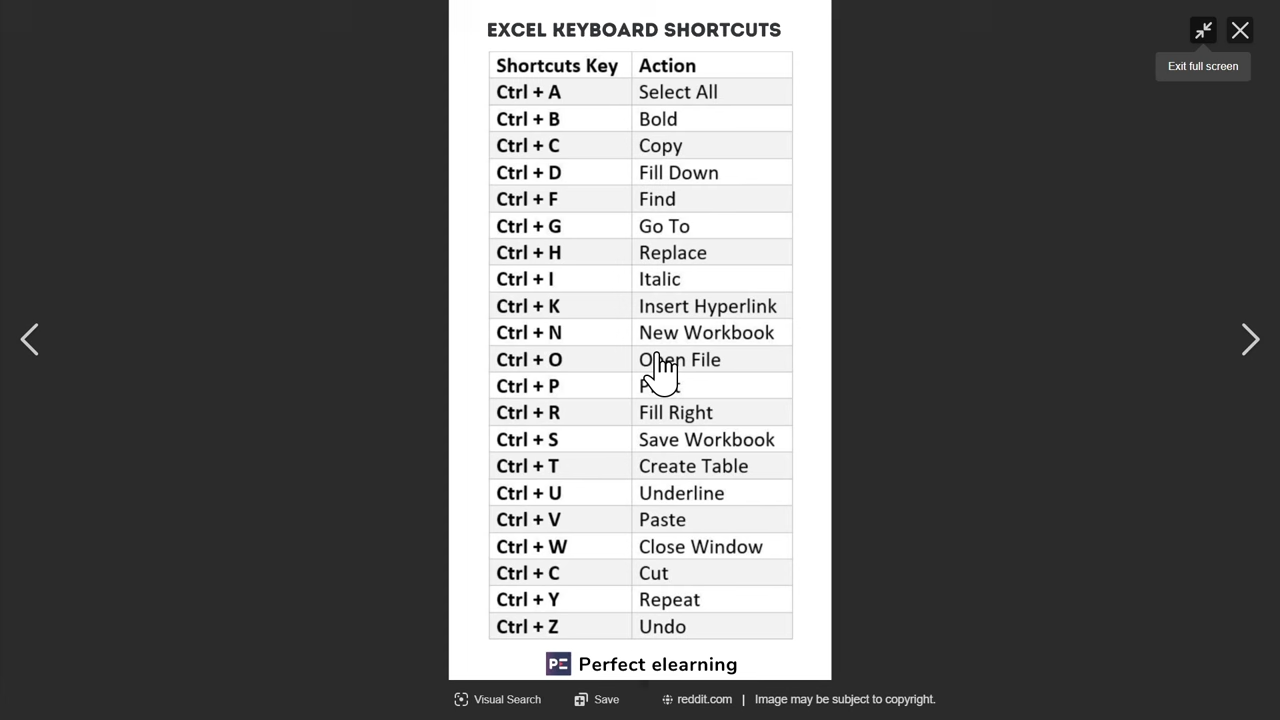 EXCEL KEYBOARD SHORTCUTS
Exit full screen
Shortcuts Key Action
Ctrl + A Select All
Ctrl + B Bold
Ctrl + C Copy
Ctrl + D Fill Down
Ctrl + F Find
Ctrl + G Go To
Ctrl + H Replace
Ctrl + I Italic
Ctrl + K Insert Hyperlink
Ctrl + N New Workbook
Ctrl + O Open File
Ctrl + P
Ctrl + R Fill Right
Ctrl + S Save Workbook
Ctrl + T Create Table
Ctrl + U Underline
Ctrl + V Paste
Ctrl + W Close Window
Ctrl + C Cut
Ctrl + Y Repeat
Ctrl + Z Undo
PE Perfect elearning
Visual Search Save reddit.com | Image may be subject to copyright.